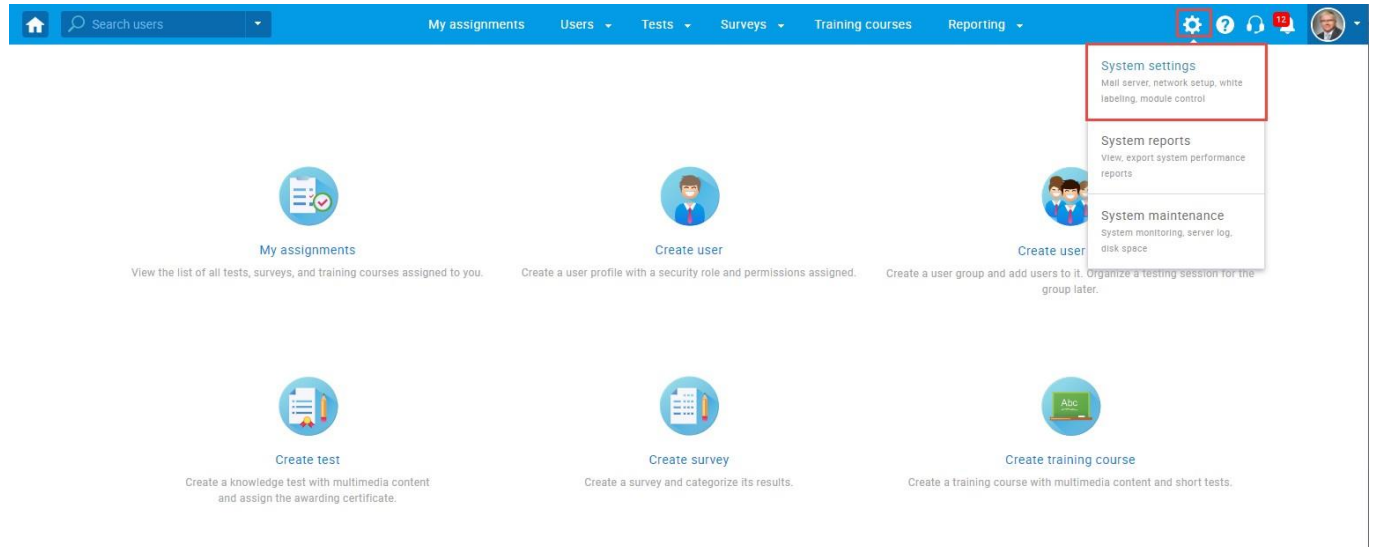 Search users
My assignments
Users
Tests
Surveys
Training courses
Reporting
12
System settings
Mail server, network setup, white
labeling, module control
System reports
View, export system performance
reports
System maintenance
System monitoring, server log,
disk space
My assignments
View the list of all tests, surveys, and training courses assigned to you.
Create user
Create a user profile with a security role and permissions assigned.
Create user
Create a user group and add users to it. Organize a testing session for the
group later.
Create test
Create a knowledge test with multimedia content
and assign the awarding certificate.
Create survey
Create a survey and categorize its results.
Abc
Create training course
Create a training course with multimedia content and short tests.